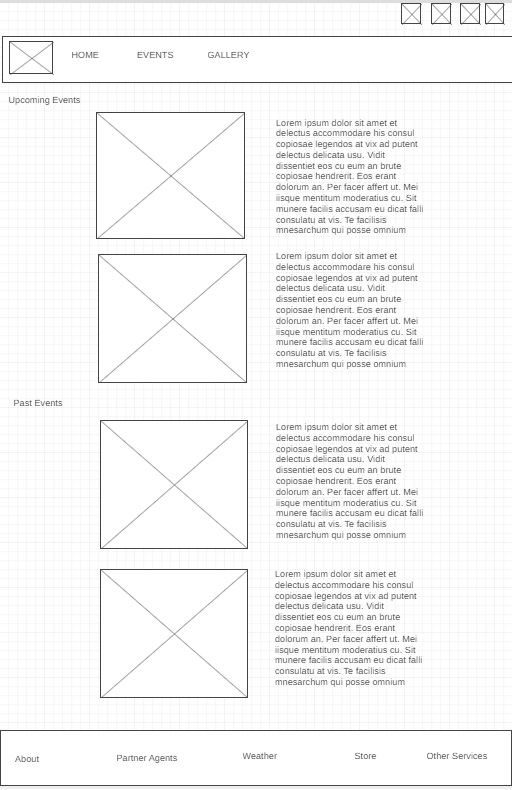 HOME EVENTS GALLERY
Upcoming Events
Lorem ipsum dolor sit amet et
delectus accommodare his consul
copiosae legendos at vix ad putent
delectus delicata usu. Vidit
dissentiet eos cu eum an brute
copiosae hendrerit. Eos erant
dolorum an. Per facer affert ut. Mei
iisque mentitum moderatius cu. Sit
munere facilis accusam eu dicat falli
consulatu at vis. Te facilisis
mnesarchum qui posse omnium
Lorem ipsum dolor sit amet et
delectus accommodare his consul
copiosae legendos at vix ad putent
delectus delicata usu. Vidit
dissentiet eos cu eum an brute
copiosae hendrerit. Eos erant
dolorum an. Per facer affert ut. Mei
iisque mentitum moderatius cu. Sit
munere facilis accusam eu dicat falli
consulatu at vis. Te facilisis
mnesarchum qui posse omnium
Past Events
Lorem ipsum dolor sit amet et
delectus accommodare his consul
copiosae legendos at vix ad putent
delectus delicata usu. Vidit
dissentiet eos cu eum an brute
copiosae hendrerit. Eos erant
dolorum an. Per facer affert ut. Mei
iisque mentitum moderatius cu. Sit
munere facilis accusam eu dicat falli
consulatu at vis. Te facilisis
mnesarchum qui posse omnium
Lorem ipsum dolor sit amet et
delectus accommodare his consul
copiosae legendos at vix ad putent
delectus delicata usu. Vidit
dissentiet eos cu eum an brute
copiosae hendrerit. Eos erant
dolorum an. Per facer affert ut. Mei
iisque mentitum moderatius cu. Sit
munere facilis accusam eu dicat falli
consulatu at vis. Te facilisis
mnesarchum qui posse omnium
About Partner Agents Weather Store Other Services